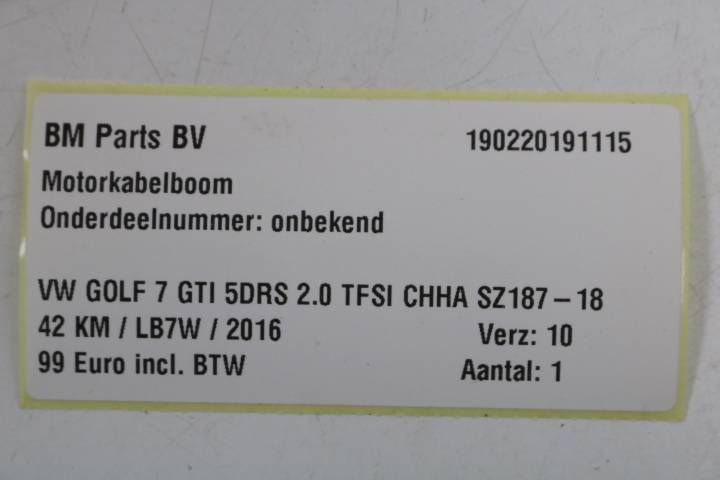 BM Parts BV 190220191115
Motorkabelboom
Onderdeelnummer: onbekend
VW GOLF 7 GTI 5DRS 2.0 TFSI CHHA SZ187 – 18
42 KM / LB7W / 2016 Verz: 10
99 Euro incl. BTW Aantal: 1